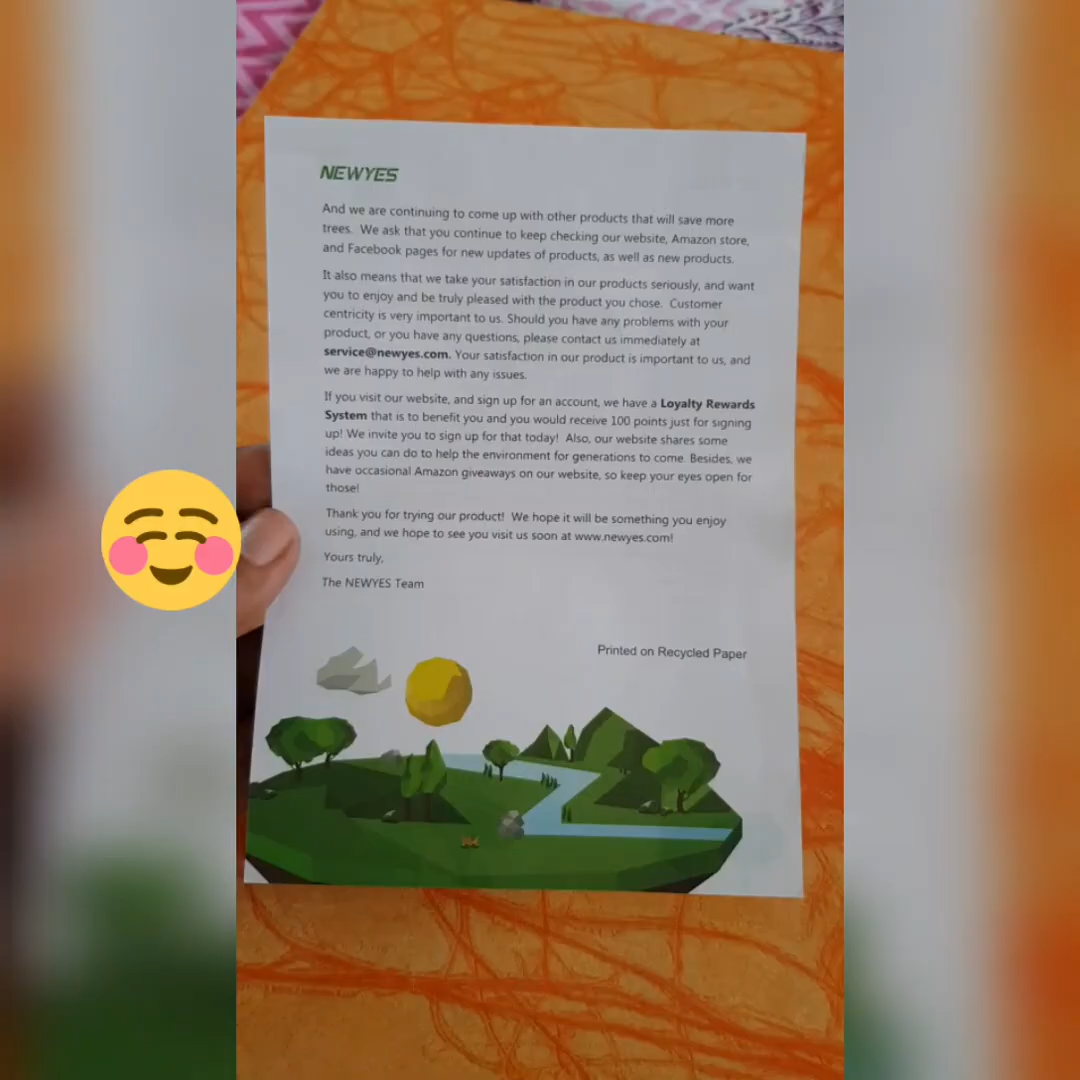 NEWYES
And we are continuing to come up with other products that will save more
trees. We ask that you continue to keep checking our website, Amazon store,
and Facebook pages for new updates of products, as well as new products.
It also means that we take your satisfaction in our products seriously, and want
you to enjoy and be truly pleased with the product you chose. Customer
centricity is very important to us. Should you have any problems with your
product, or you have any questions, please contact us immediately at
service@newyes.com. Your satisfaction in our product is important to us, and
we are happy to help with any issues.
If you visit our website, and sign up for an account, we have a Loyalty Rewards
System that is to benefit you and you would receive 100 points just for signing
up! We invite you to sign up for that today! Also, our website shares some
ideas you can do to help the environment for generations to come. Besides, we
have occasional Amazon giveaways on our website, so keep your eyes open for
those!
Thank you for trying our product! We hope it will be something you enjoy
using, and we hope to see you visit us soon at www.newyes.com!
Yours truly,
The NEWYES Team
Printed on Recycled Paper